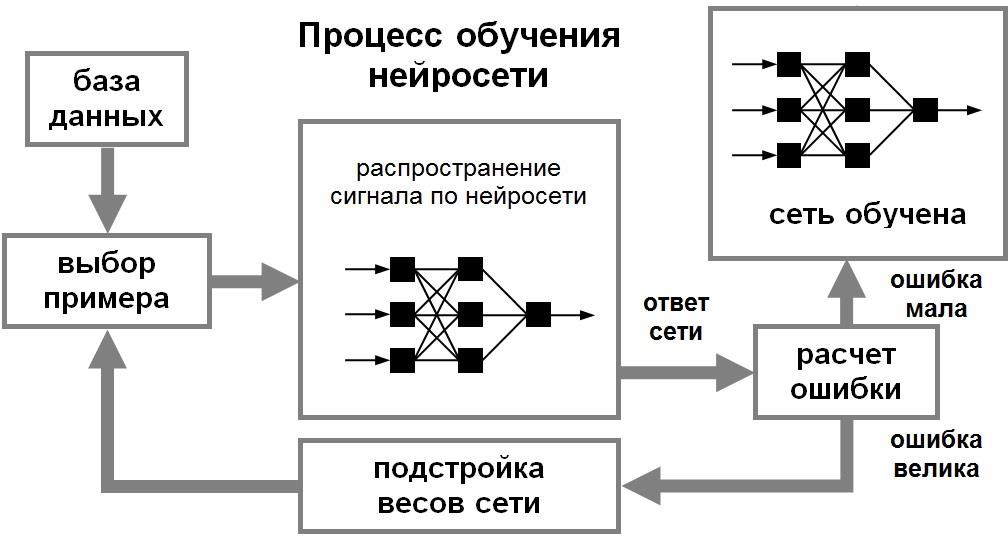 Процесс обучения
нейросети
база
данных
выбор
примера
распространение
сигнала по нейросети
ответ
сети
расчет
ошибки
ошибка
мала
сеть обучена
ошибка
велика
подстройка
весов сети